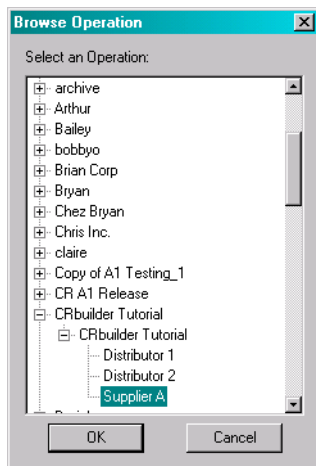 Browse Operation
Select an Operation:
archive
Arthur
Bailey
bobbyo
Brian Corp
Bryan
Chez Bryan
Chris Inc.
claire
Copy of A1 Testing_1
CR A1 Release
CRbuilder Tutorial
CRbuilder Tutorial
Distributor 1
Distributor 2
Supplier A
OK Cancel